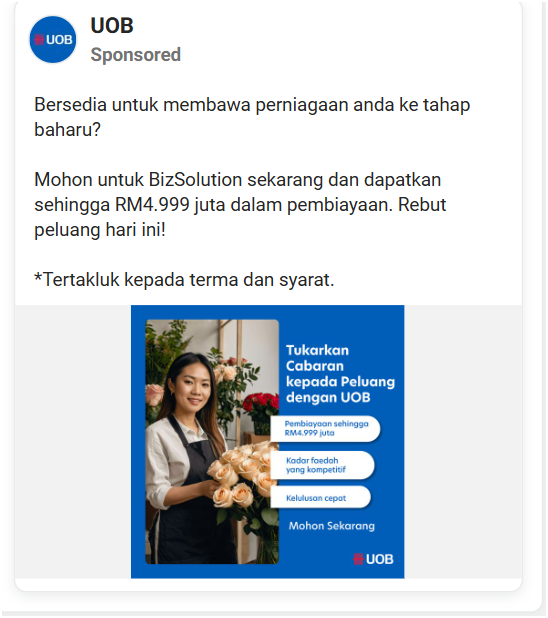 UOB
UOB
Sponsored
Bersedia untuk membawa perniagaan anda ke tahap
baharu?
Mohon untuk BizSolution sekarang dan dapatkan
sehingga RM4.999 juta dalam pembiayaan. Rebut
peluang hari ini!
*Tertakluk kepada terma dan syarat.
Tukarkan
Cabaran
kepada Peluang
dengan UOB
Pembiayaan sehingga
RM4.999 juta
Kadar faedah
yang kompetitif
Kelulusan cepat
Mohon Sekarang
UOB